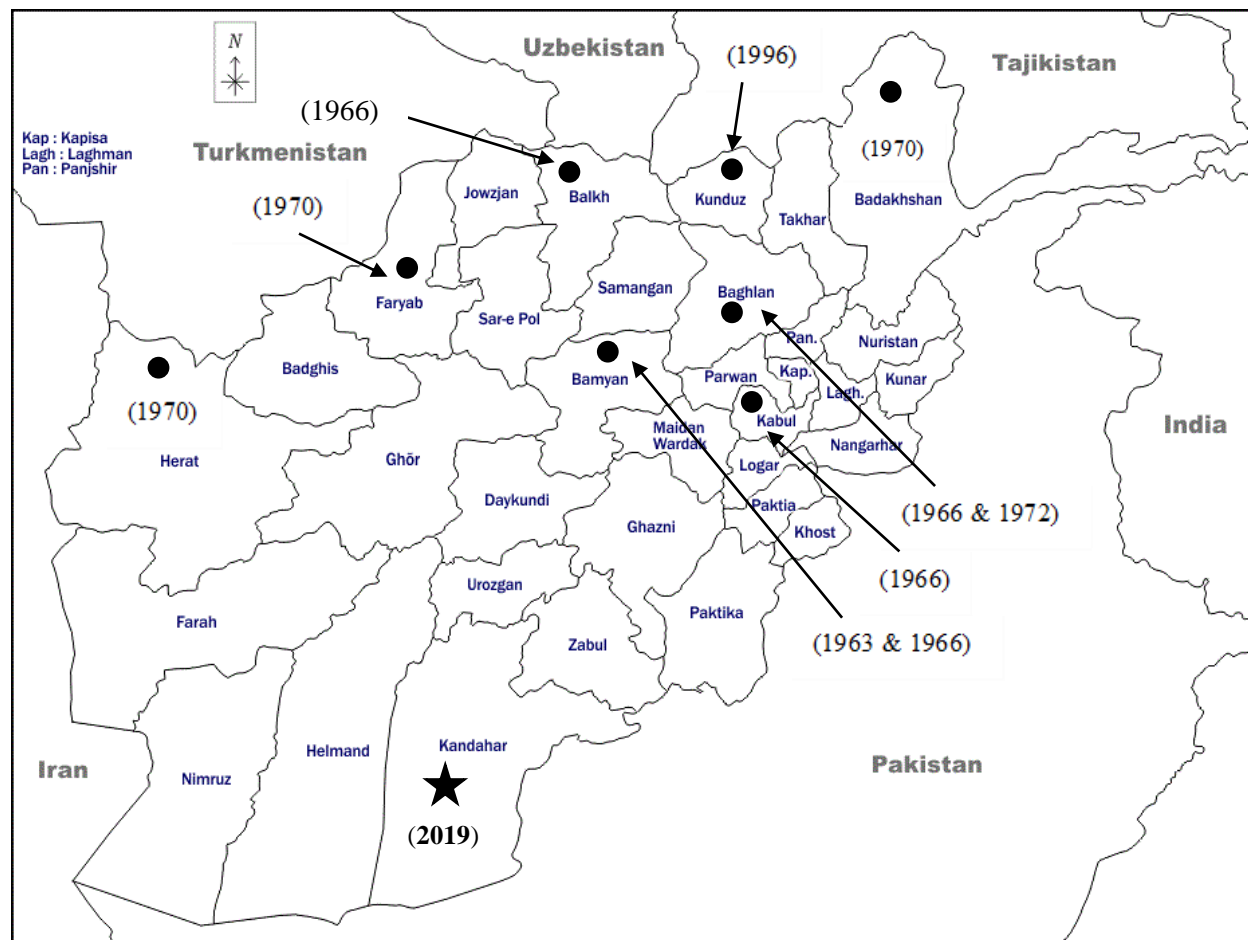 Uzbekistan
Tajikistan
N
(1996)
(1966)
Kap : Kapisa
Lagh : Laghman
Pan : Panjshir
Turkmenistan
(1970)
Jowzjan
Balkh
Kunduz
Takhar
(1970)
Badakhshan
Faryab
Sar-e Pol
Samangan
Baghlan
Pan.
Nuristan
Badghis
Bamyan
Parwan
Kap.
Lagh.
Kunar
(1970)
Herat
Ghōr
Maidan
Wardak
Kabul
Nangarhar
India
Logar
Daykundi
Ghazni
Paktia
Khost
(1966 & 1972)
(1966)
Urozgan
Paktika
Farah
Zabul
(1963 & 1966)
Iran
Nimruz
Helmand
Kandahar
Pakistan
(2019)